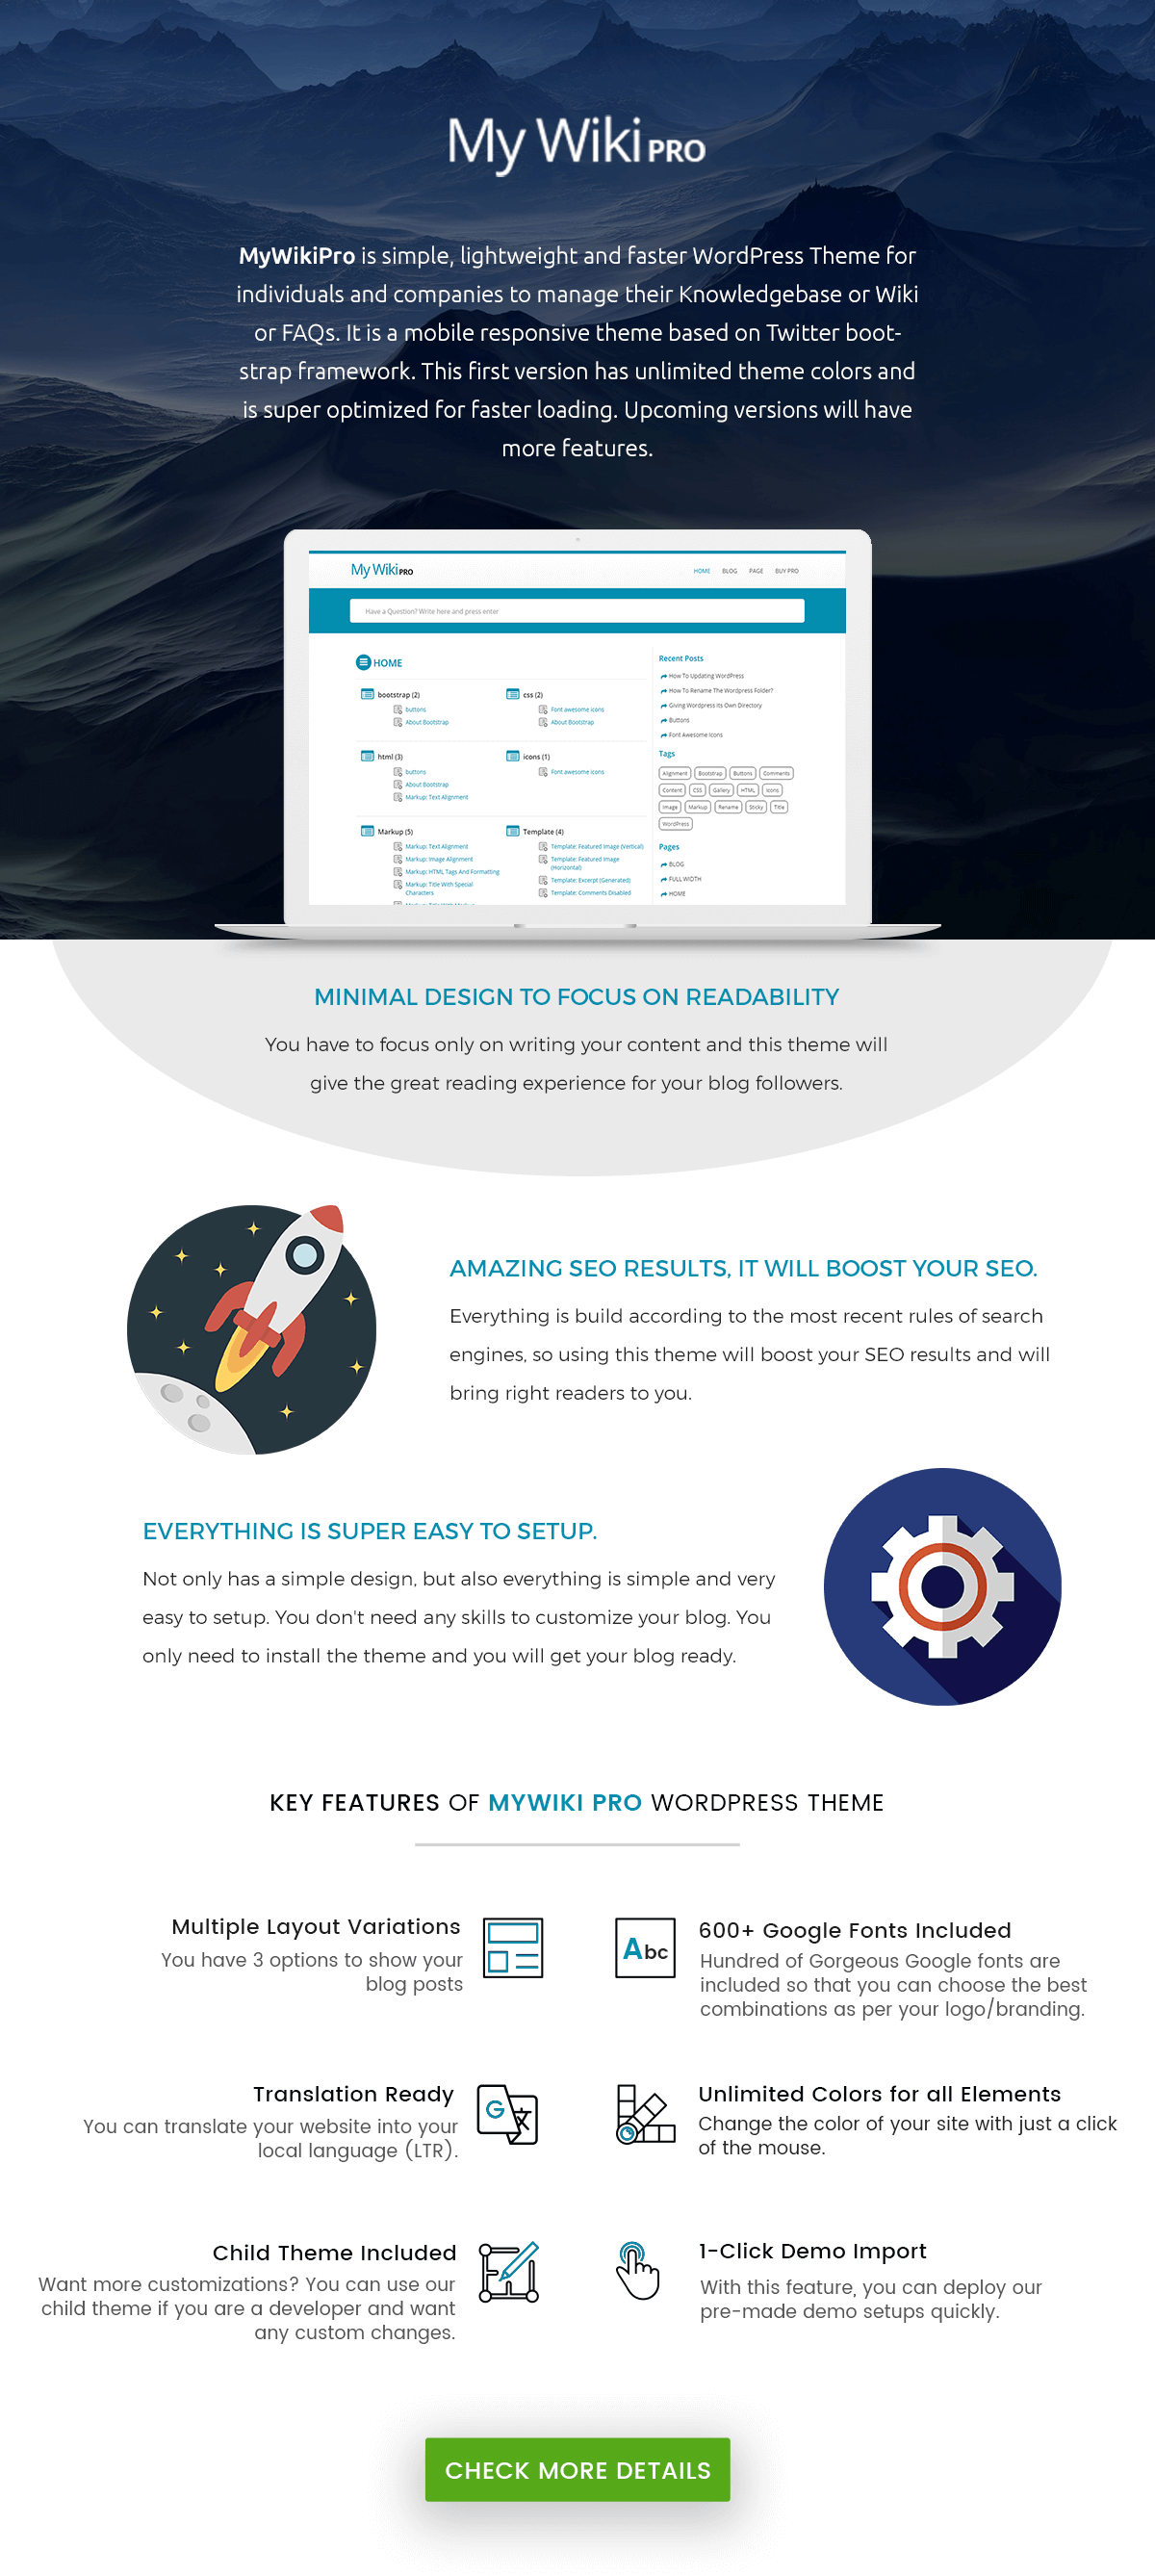 My Wiki PRO
MyWikiPro is simple, lightweight and faster WordPress Theme for
individuals and companies to manage their Knowledgebase or Wiki
or FAQs. It is a mobile responsive theme based on Twitter boot-
strap framework. This first version has unlimited theme colors and
is super optimized for faster loading. Upcoming versions will have
more features.
My Wiki PRO
HOME BLOG PAGE BUY PRO
Have a Question? Write here and press enter
HOME
bootstrap (2)
buttons
About Bootstrap
css (2)
Font awesome icons
About Bootstrap
html (3)
buttons
About Bootstrap
Markup: Text Alignment
icons (1)
Font awesome icons
Markup (5)
Markup: Text Alignment
Markup: Image Alignment
Markup: HTML Tags And Formatting
Markup: Title With Special
Characters
Template (4)
Template: Featured Image (Vertical)
Template: Featured Image
(Horizontal)
Template: Excerpt (Generated)
Template: Comments Disabled
Recent Posts
How To Updating WordPress
How To Rename The Wordpress Folder?
Giving Wordpress Its Own Directory
Buttons
Font Awesome Icons
Tags
Alignment Bootstrap Buttons Comments
Content CSS Gallery HTML Icons
Image Markup Rename Sticky Title
WordPress
Pages
BLOG
FULL WIDTH
HOME
MINIMAL DESIGN TO FOCUS ON READABILITY
You have to focus only on writing your content and this theme will
give the great reading experience for your blog followers.
AMAZING SEO RESULTS, IT WILL BOOST YOUR SEO.
Everything is build according to the most recent rules of search
engines, so using this theme will boost your SEO results and will
bring right readers to you.
EVERYTHING IS SUPER EASY TO SETUP.
Not only has a simple design, but also everything is simple and very
easy to setup. You don't need any skills to customize your blog. You
only need to install the theme and you will get your blog ready.
KEY FEATURES OF MYWIKI PRO WORDPRESS THEME
Multiple Layout Variations
You have 3 options to show your
blog posts
Abc
600+ Google Fonts Included
Hundred of Gorgeous Google fonts are
included so that you can choose the best
combinations as per your logo/branding.
Translation Ready
You can translate your website into your
local language (LTR).
G
Unlimited Colors for all Elements
Change the color of your site with just a click
of the mouse.
Child Theme Included
Want more customizations? You can use our
child theme if you are a developer and want
any custom changes.
1-Click Demo Import
With this feature, you can deploy our
pre-made demo setups quickly.
CHECK MORE DETAILS